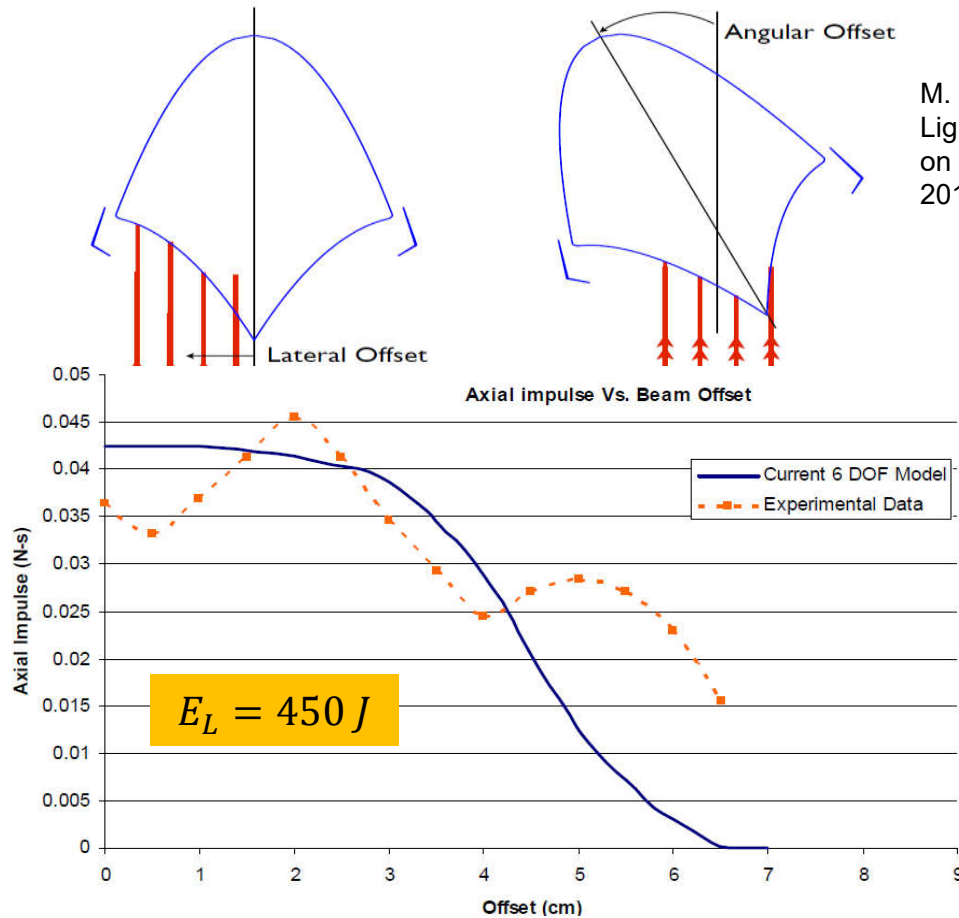 Angular Offset
M.
Lig
on
201
Lateral Offset
Axial impulse Vs. Beam Offset
Axial Impulse (N-s)
0.05
0.045
0.04
0.035
0.03
0.025
0.02
0.015
0.01
0.005
0
Current 6 DOF Model
Experimental Data
E_L = 450 J
0 1 2 3 4 5 6 7 8 9
Offset (cm)